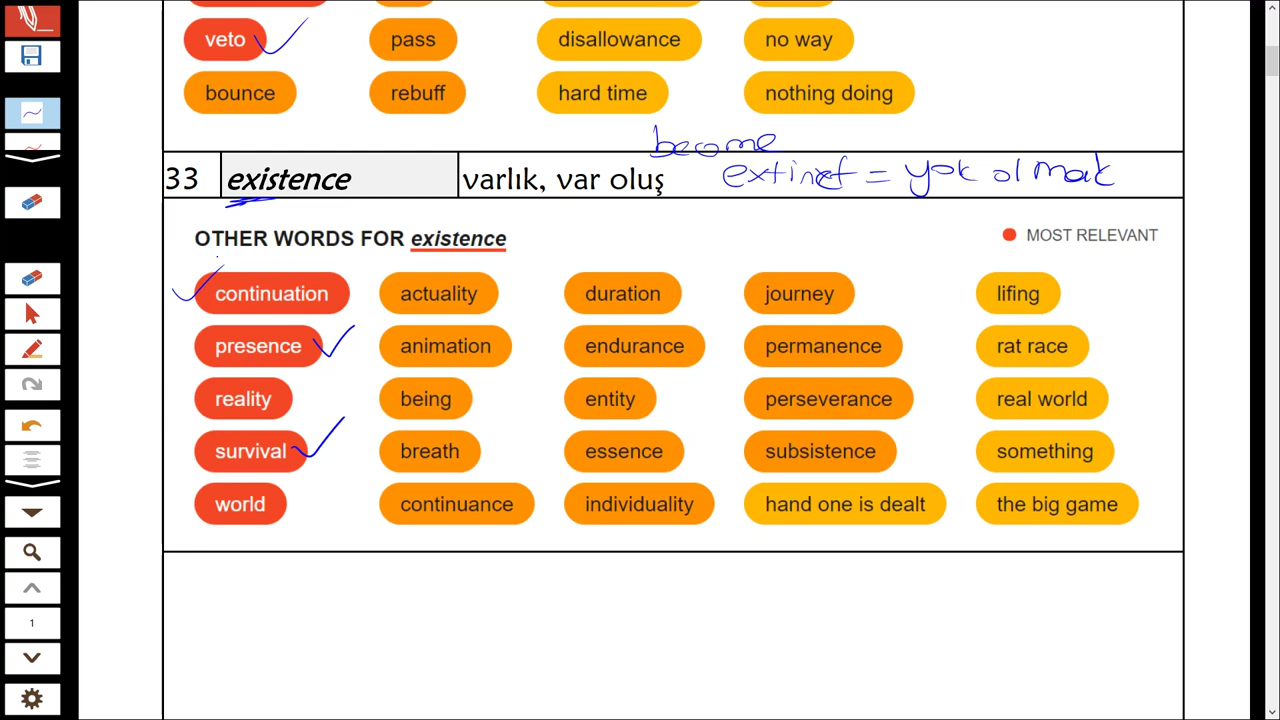 veto pass disallowance no way
bounce rebuff hard time nothing doing
become
33 existence varlık, var oluş extinct = yok olmak
OTHER WORDS FOR existence MOST RELEVANT
continuation actuality duration journey lifing
presence animation endurance permanence rat race
reality being entity perseverance real world
survival breath essence subsistence something
world continuance individuality hand one is dealt the big game
1